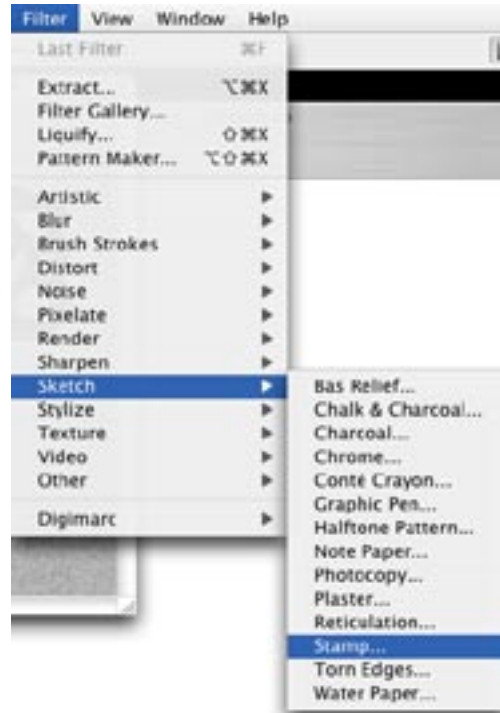 Filter View Window Help
Last Filter ⌘F
Extract... ⌥⌘X
Filter Gallery...
Liquify... ⇧⌘X
Pattern Maker... ⌥⇧⌘X
Artistic
Blur
Brush Strokes
Distort
Noise
Pixelate
Render
Sharpen
Sketch
Stylize
Texture
Video
Other
Digimarc
Bas Relief...
Chalk & Charcoal...
Charcoal...
Chrome...
Conté Crayon...
Graphic Pen...
Halftone Pattern...
Note Paper...
Photocopy...
Plaster...
Reticulation...
Stamp...
Torn Edges...
Water Paper...